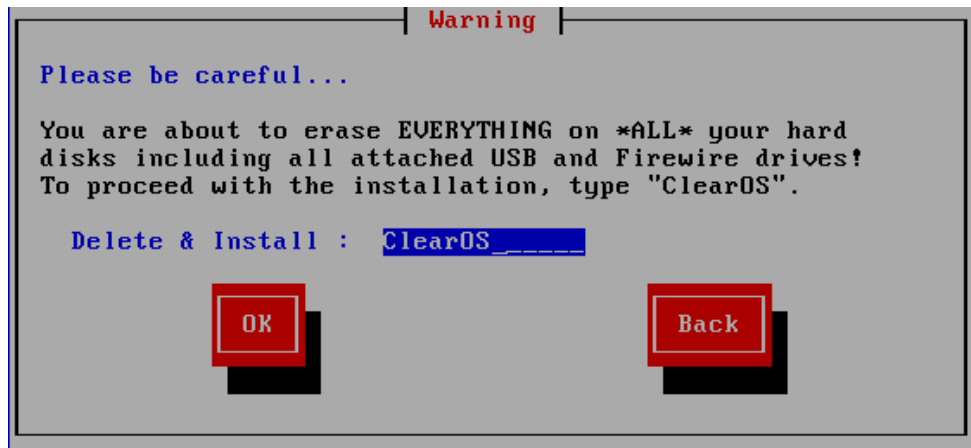 Warning
Please be careful...
You are about to erase EVERYTHING on *ALL* your hard
disks including all attached USB and Firewire drives!
To proceed with the installation, type "ClearOS".
Delete & Install : ClearOS_____
OK Back